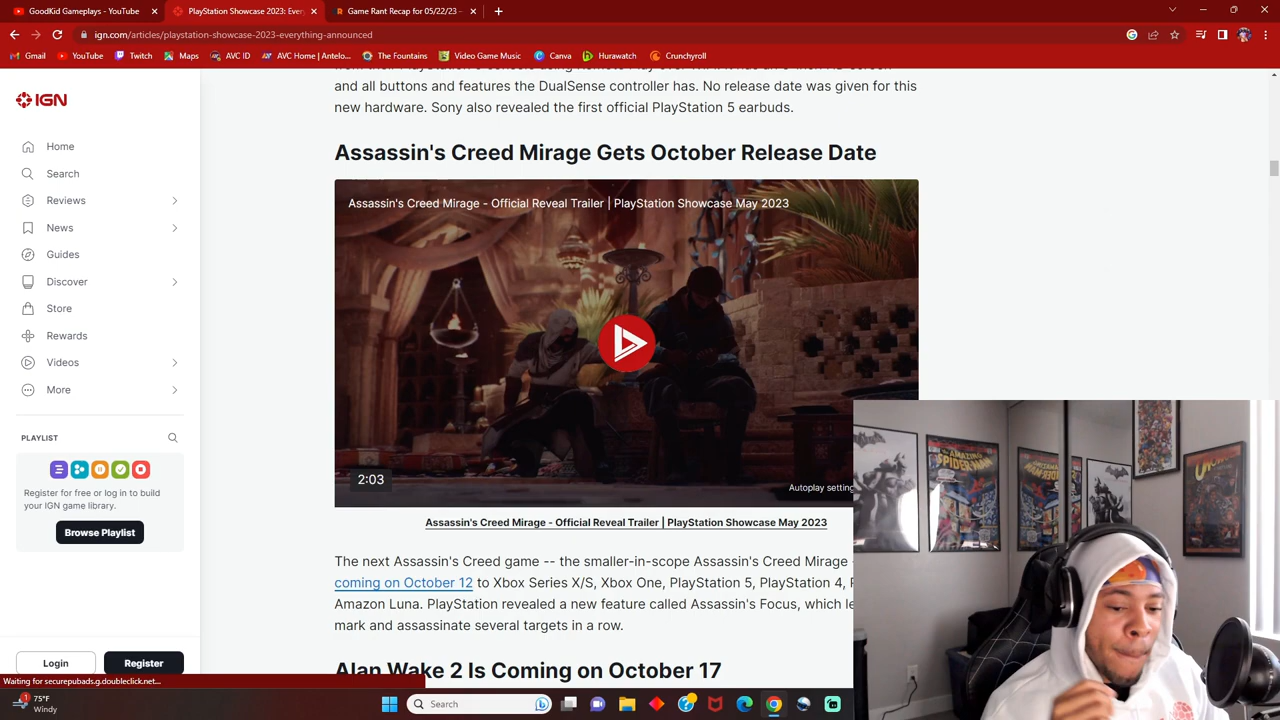 GoodKid Gameplays - YouTube
PlayStation Showcase 2023: Ever
Game Rant Recap for 05/22/23 –
ign.com/articles/playstation-showcase-2023-everything-announced
Gmail
YouTube
Twitch
Maps
AVC ID
AVC Home | Antelo...
The Fountains
Video Game Music
Canva
Hurawatch
Crunchyroll
IGN
Home
Search
Reviews
News
Guides
Discover
Store
Rewards
Videos
More
PLAYLIST
Register for free or log in to build
your IGN game library.
Browse Playlist
Login
Register
Waiting for securepubads.g.doubleclick.net...
and all buttons and features the DualSense controller has. No release date was given for this
new hardware. Sony also revealed the first official PlayStation 5 earbuds.
Assassin's Creed Mirage Gets October Release Date
Assassin's Creed Mirage - Official Reveal Trailer | PlayStation Showcase May 2023
2:03
Autoplay setting
Assassin's Creed Mirage - Official Reveal Trailer | PlayStation Showcase May 2023
The next Assassin's Creed game -- the smaller-in-scope Assassin's Creed Mirage -
coming on October 12 to Xbox Series X/S, Xbox One, PlayStation 5, PlayStation 4, P
Amazon Luna. PlayStation revealed a new feature called Assassin's Focus, which le
mark and assassinate several targets in a row.
Alan Wake 2 Is Coming on October 17
THE AMAZING
SPIDER-MAN
1
75°F
Windy
Search